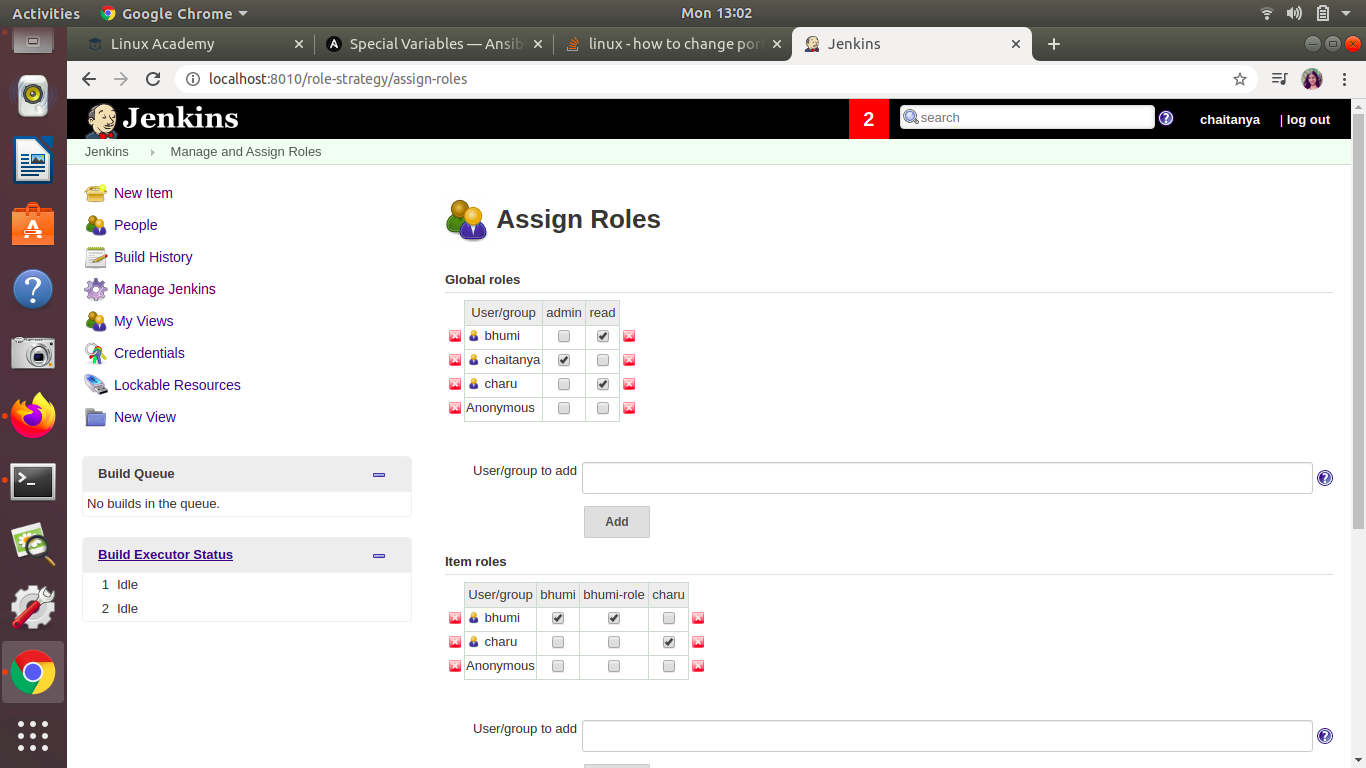 Activities Google Chrome Mon 13:02
Linux Academy Special Variables — Ansib linux - how to change port Jenkins
localhost:8010/role-strategy/assign-roles
Jenkins 2 search chaitanya | log out
Jenkins Manage and Assign Roles
New Item
People
Build History
Manage Jenkins
My Views
Credentials
Lockable Resources
New View
Build Queue
No builds in the queue.
Build Executor Status
1 Idle
2 Idle
Assign Roles
Global roles
User/group admin read
bhumi
chaitanya
charu
Anonymous
User/group to add
Add
Item roles
User/group bhumi bhumi-role charu
bhumi
charu
Anonymous
User/group to add